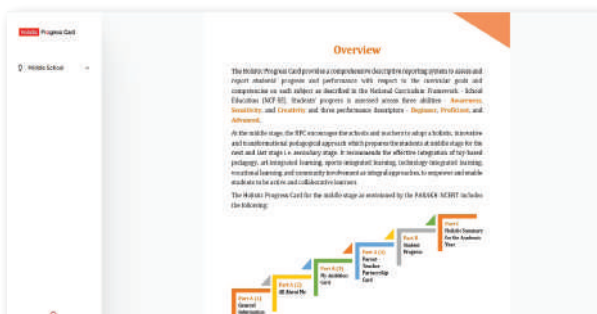 Holistic Progress Card
Middle School
Overview
The Holistic Progress Card provides a comprehensive descriptive reporting system to assess and
report students' progress and performance with respect to the curricular goals and
competencies on each subject as described in the National Curriculum Framework - School
Education (NCF-SE). Students' progress is assessed across three abilities - Awareness,
Sensitivity, and Creativity and three performance descriptors - Beginner, Proficient, and
Advanced.
At the middle stage, the HPC encourages the schools and teachers to adopt a holistic, innovative
and transformational pedagogical approach which prepares the students at middle stage for the
next and last stage i.e. secondary stage. It recommends the effective integration of toy-based
pedagogy, art-integrated learning, sports-integrated learning, technology-integrated learning,
vocational learning, and community involvement as integral approaches, to empower and enable
students to be active and collaborative learners.
The Holistic Progress Card for the middle stage as envisioned by the PARAKH-NCERT includes
the following:
Part A (1)
General
Information
Part A (2)
All About Me
Part A (3)
My Ambition
Card
Part A (4)
Parent -
Teacher -
Partnership
Card
Part B
Student
Progress
Part C
Holistic Summary
for the Academic
Year